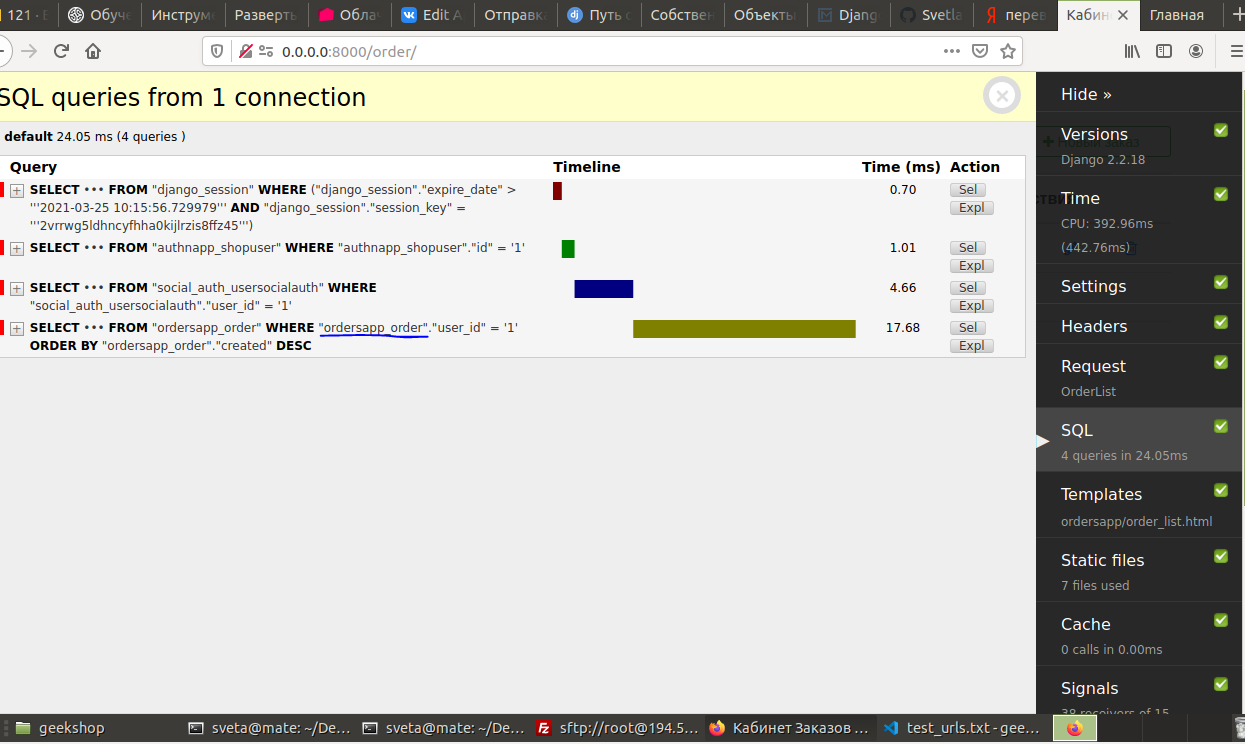 121 ·
Обуч
Инструм
Разверть
Обла
Edit
Отправк
Путь
Собствен
Объекты
Djang
Svetla
перев
Кабин
Главная
0.0.0.0:8000/order/
SQL queries from 1 connection
default 24.05 ms (4 queries )
Query Timeline Time (ms) Action
SELECT ••• FROM "django_session" WHERE ("django_session"."expire_date" > 0.70 Sel
'''2021-03-25 10:15:56.729979''' AND "django_session"."session_key" = Expl
'''2vrrwg5ldhncyfhha0kijlrzis8ffz45''')
SELECT ••• FROM "authnapp_shopuser" WHERE "authnapp_shopuser"."id" = '1' 1.01 Sel
Expl
SELECT ••• FROM "social_auth_usersocialauth" WHERE 4.66 Sel
"social_auth_usersocialauth"."user_id" = '1' Expl
SELECT ••• FROM "ordersapp_order" WHERE "ordersapp_order"."user_id" = '1' 17.68 Sel
ORDER BY "ordersapp_order"."created" DESC Expl
Hide »
Versions
Django 2.2.18
Time
CPU: 392.96ms
(442.76ms)
Settings
Headers
Request
OrderList
SQL
4 queries in 24.05ms
Templates
ordersapp/order_list.html
Static files
7 files used
Cache
0 calls in 0.00ms
Signals
38 receivers of 15
geekshop
sveta@mate: ~/De...
sveta@mate: ~/De...
sftp://root@194.5...
Кабинет Заказов ...
test_urls.txt - gee...